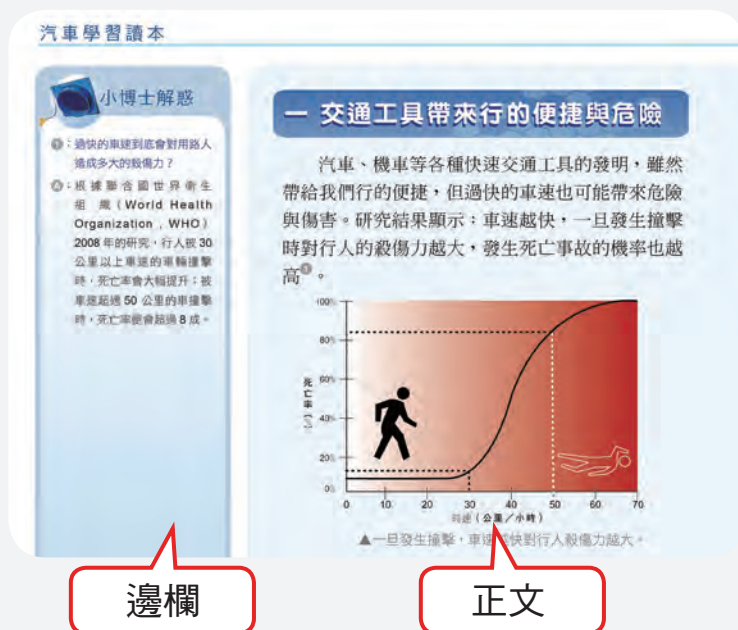 汽車學習讀本
小博士解惑
Q：過快的車速到底會對用路人
造成多大的殺傷力？
A：根據聯合國世界衛生
組織（World Health
Organization，WHO）
2008 年的研究，行人被 30
公里以上車速的車輛撞擊
時，死亡率會大幅提升；被
車速超過 50 公里的車撞擊
時，死亡率便會超過 8 成。
一 交通工具帶來行的便捷與危險
汽車、機車等各種快速交通工具的發明，雖然
帶給我們行的便捷，但過快的車速也可能帶來危險
與傷害。研究結果顯示：車速越快，一旦發生撞擊
時對行人的殺傷力越大，發生死亡事故的機率也越
高。
100%
80%
60%
40%
20%
0%
死亡率（%）
0 10 20 30 40 50 60 70
時速（公里／小時）
▲一旦發生撞擊，車速越快對行人殺傷力越大。
邊欄
正文